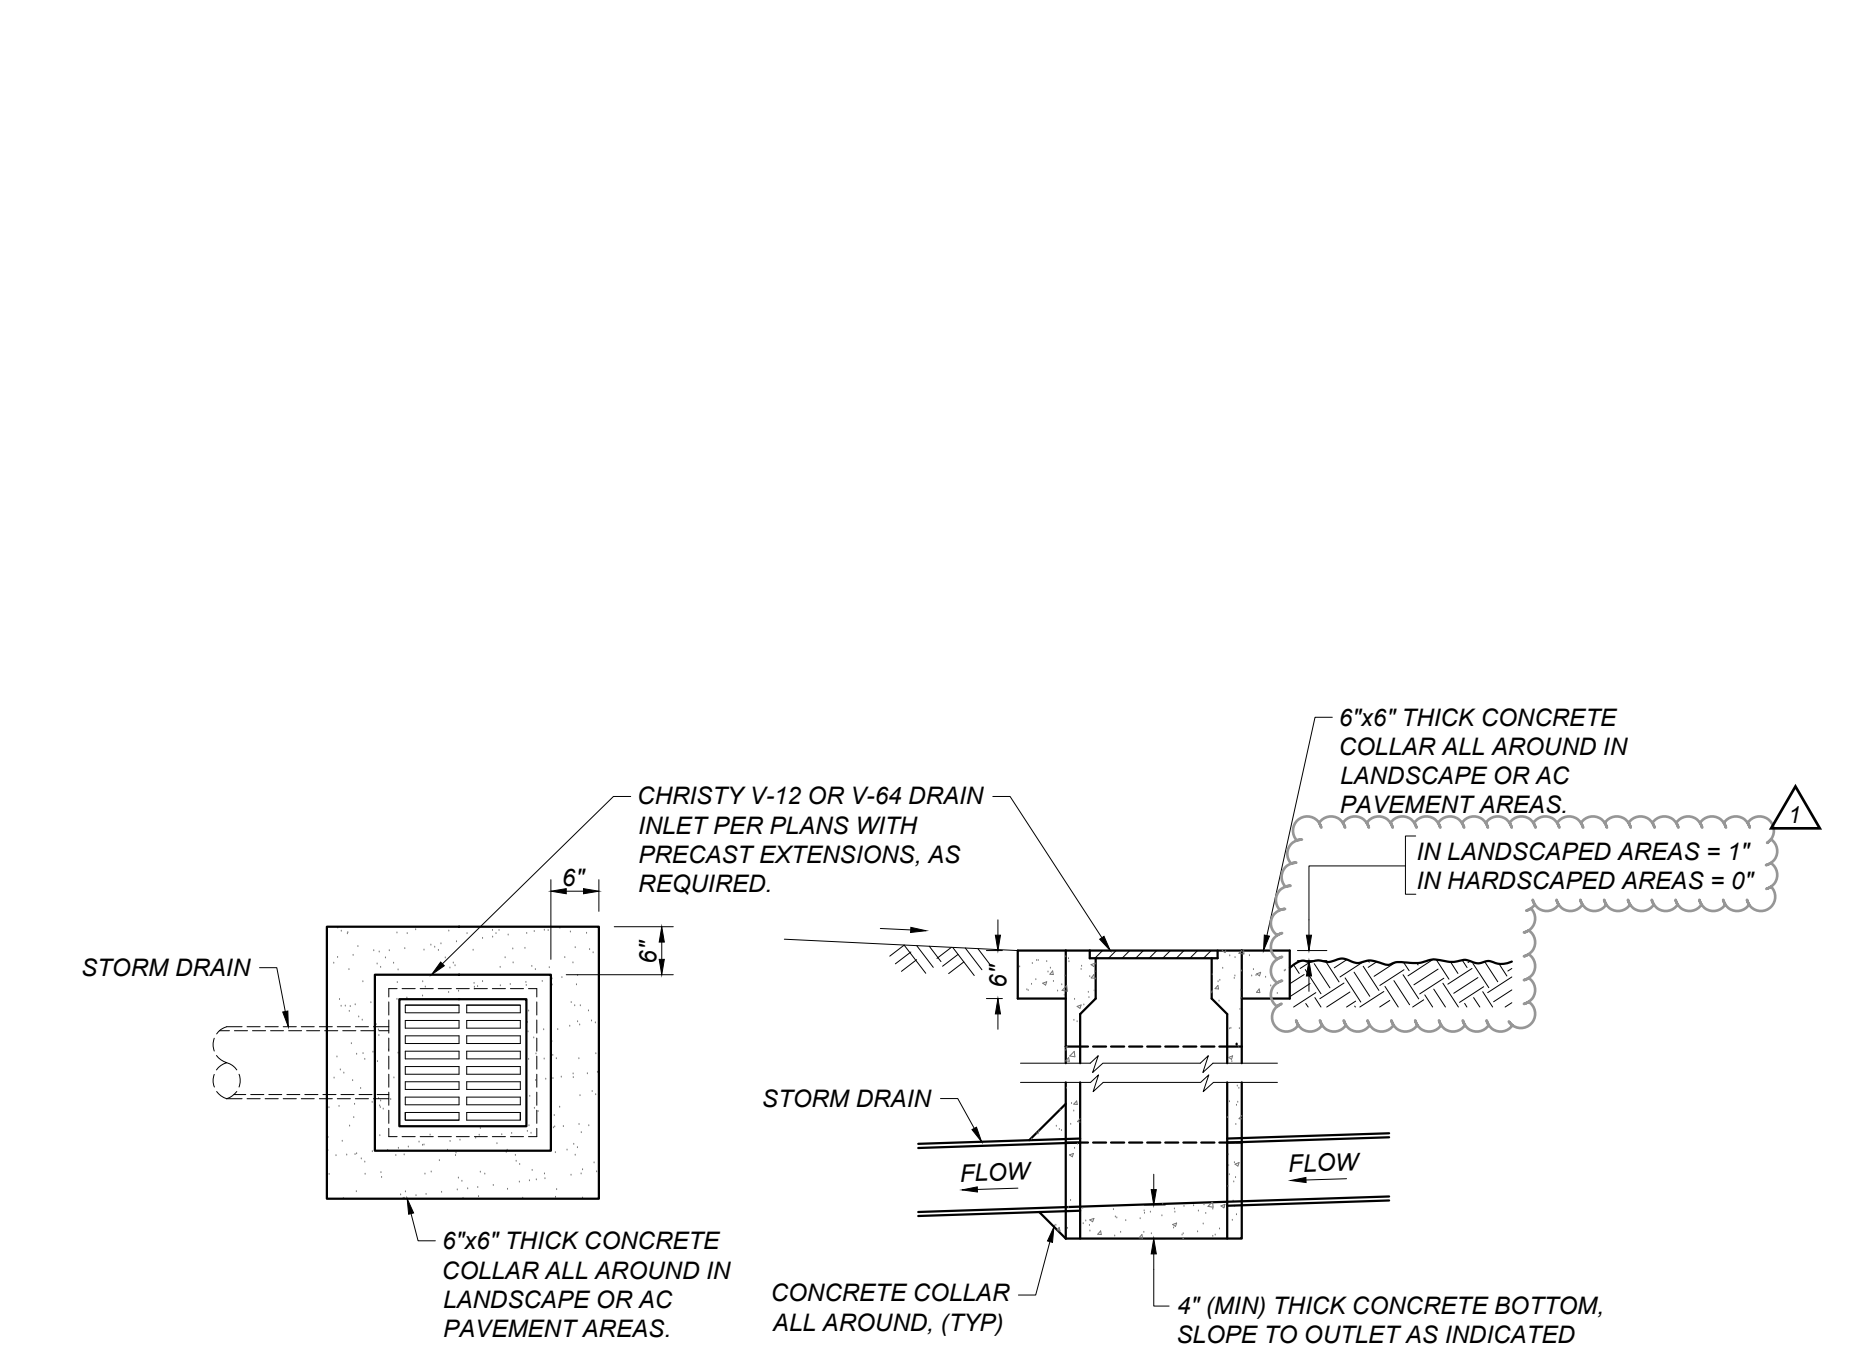 6"x6" THICK CONCRETE
COLLAR ALL AROUND IN
LANDSCAPE OR AC
PAVEMENT AREAS.
1
IN LANDSCAPED AREAS = 1"
IN HARDSCAPED AREAS = 0"
CHRISTY V-12 OR V-64 DRAIN
INLET PER PLANS WITH
PRECAST EXTENSIONS, AS
REQUIRED.
6"
6"
STORM DRAIN
6"
STORM DRAIN
FLOW
FLOW
6"x6" THICK CONCRETE
COLLAR ALL AROUND IN
LANDSCAPE OR AC
PAVEMENT AREAS.
CONCRETE COLLAR
ALL AROUND, (TYP)
4" (MIN) THICK CONCRETE BOTTOM,
SLOPE TO OUTLET AS INDICATED